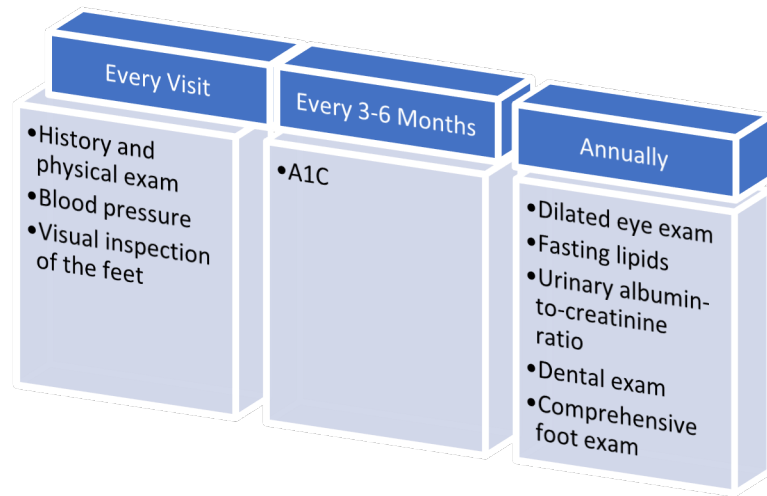 Every Visit
•History and
physical exam
•Blood pressure
•Visual inspection
of the feet
Every 3-6 Months
•A1C
Annually
•Dilated eye exam
•Fasting lipids
•Urinary albumin-
to-creatinine
ratio
•Dental exam
•Comprehensive
foot exam